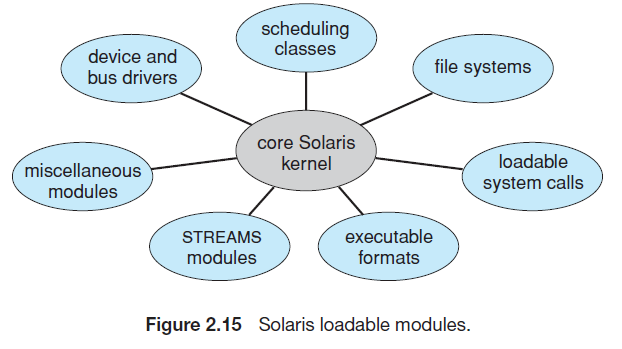 scheduling
classes
device and
bus drivers
file systems
core Solaris
kernel
miscellaneous
modules
loadable
system calls
STREAMS
modules
executable
formats
Figure 2.15 Solaris loadable modules.